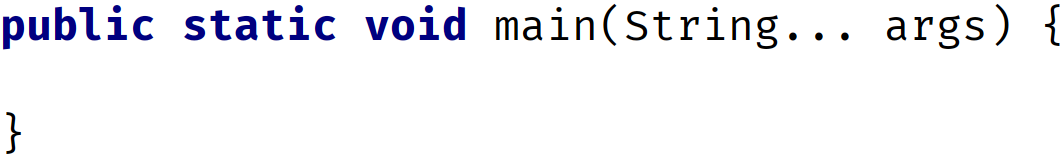 public static void main(String... args) {
}